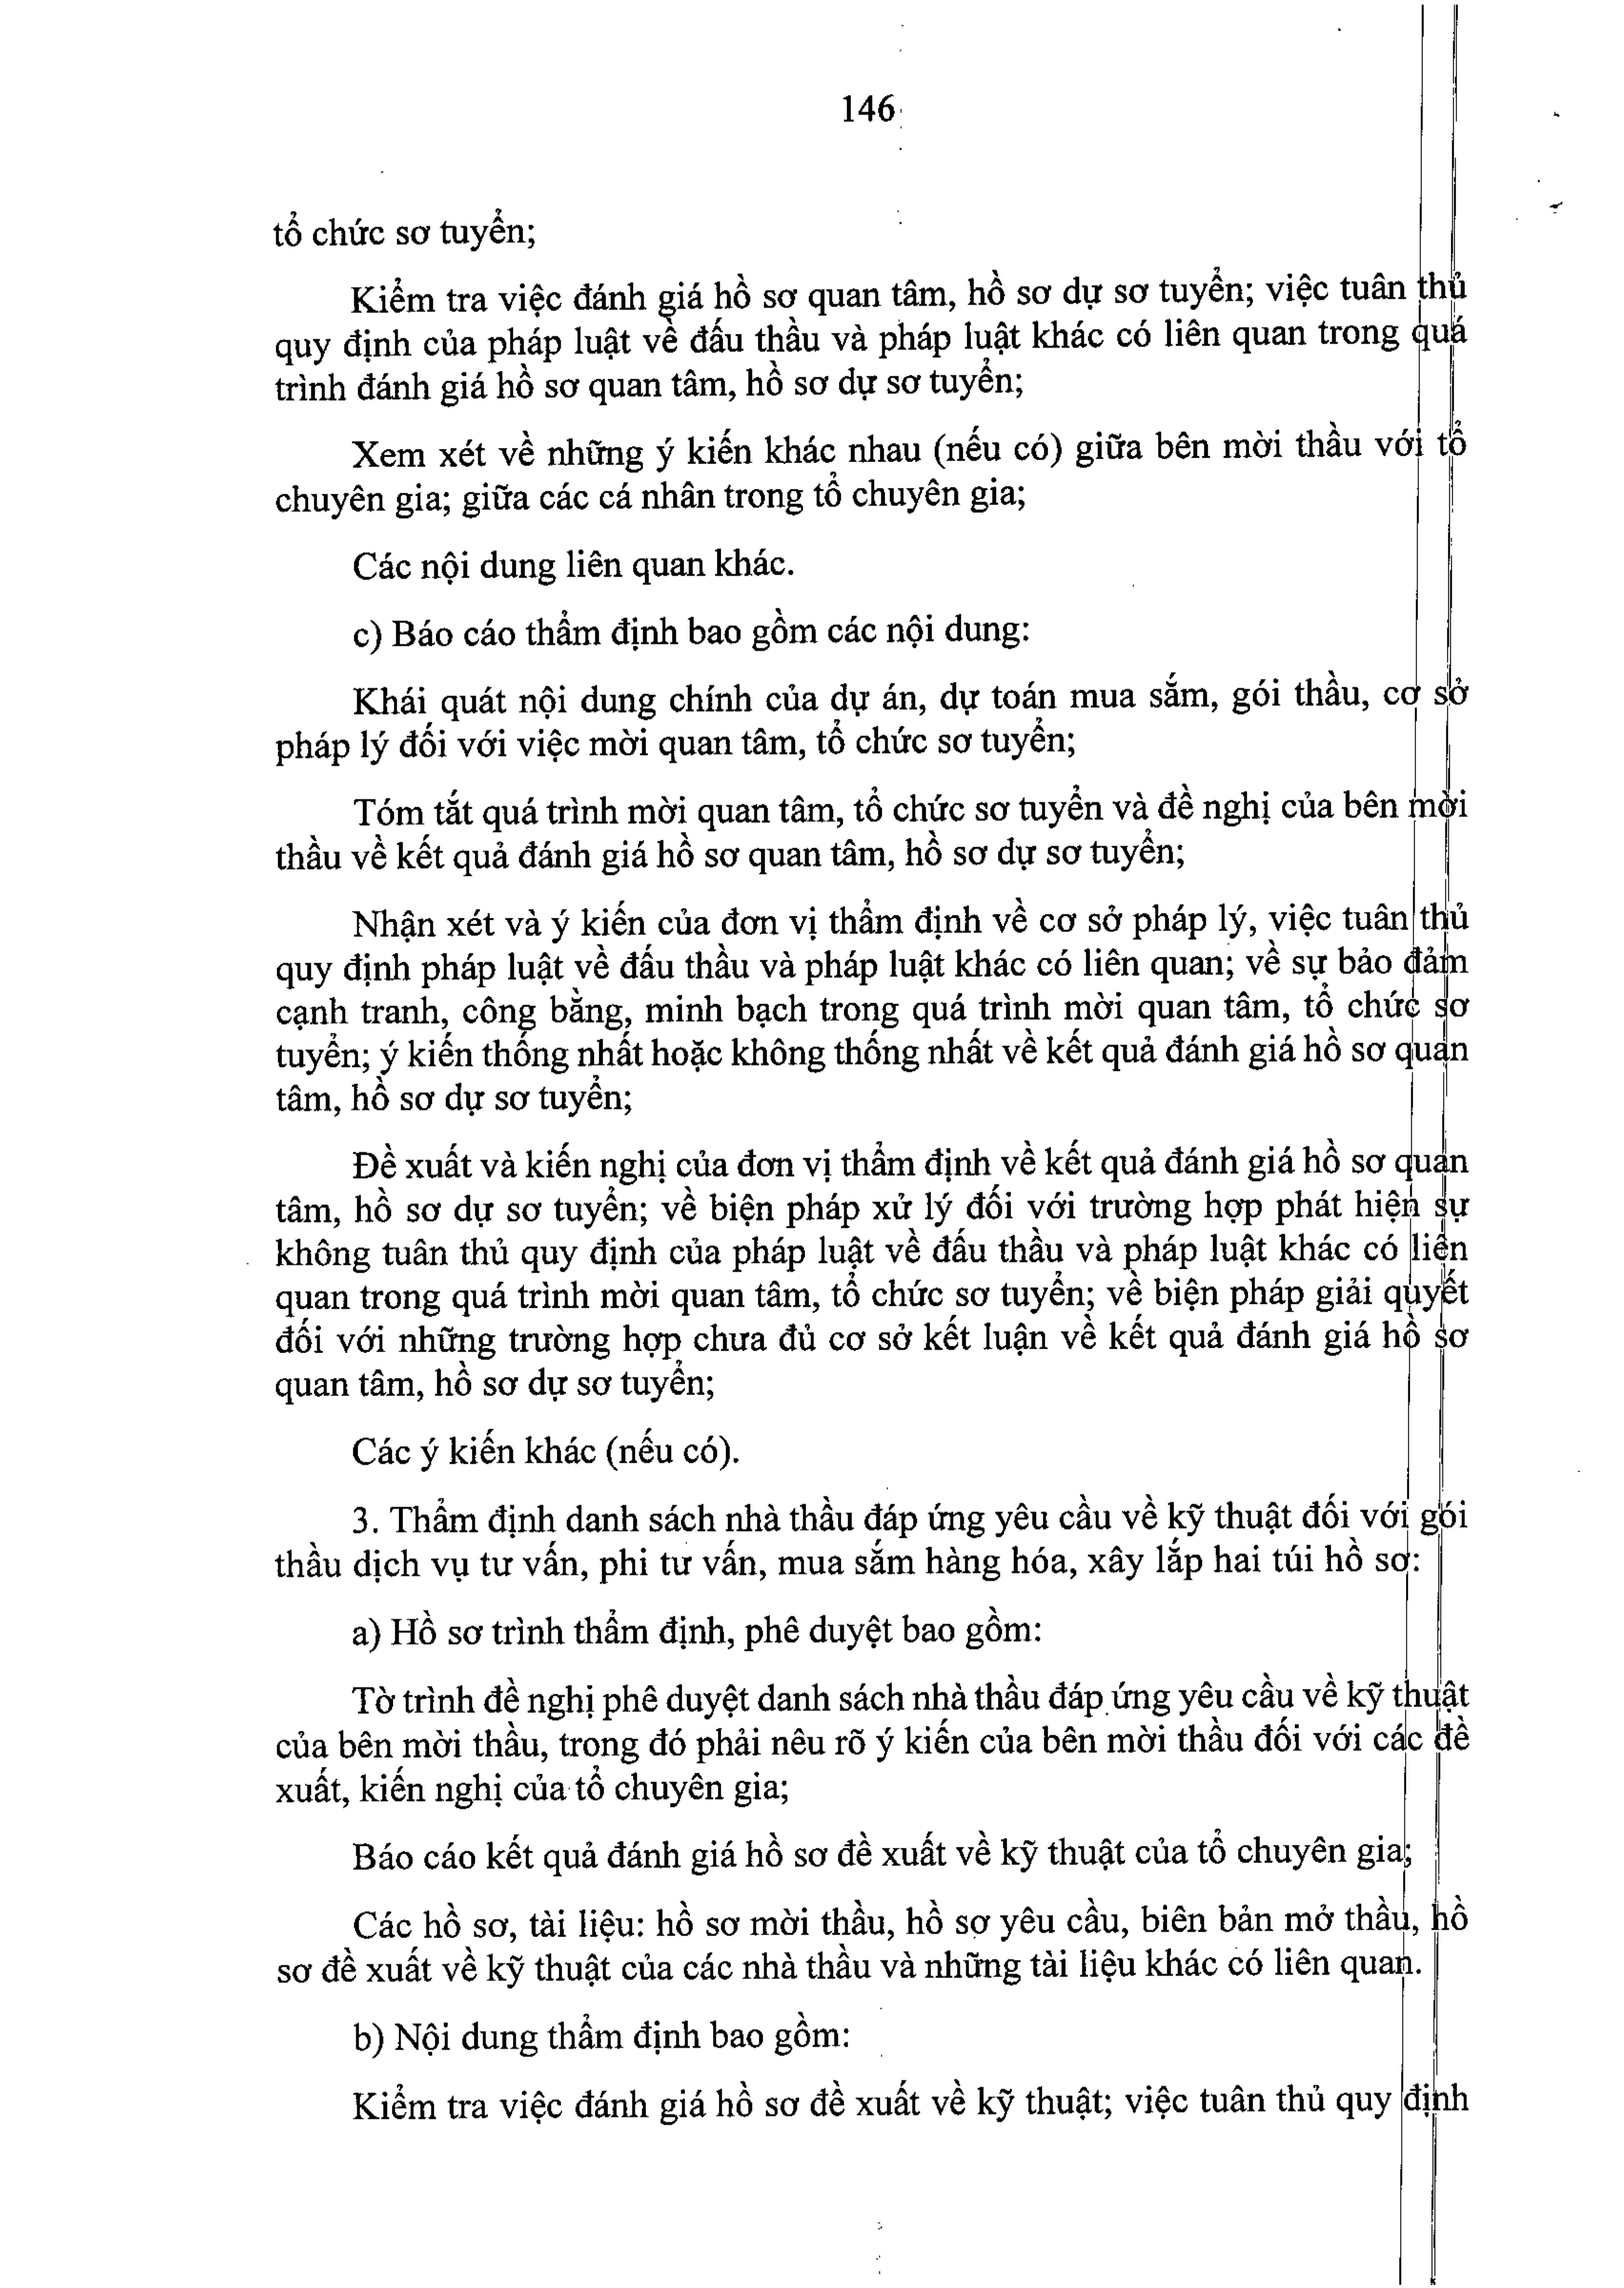 146
tổ chức sơ tuyển;
Kiểm tra việc đánh giá hồ sơ quan tâm, hồ sơ dự sơ tuyển; việc tuân thủ
quy định của pháp luật về đấu thầu và pháp luật khác có liên quan trong quá
trình đánh giá hồ sơ quan tâm, hồ sơ dự sơ tuyển;
Xem xét về những ý kiến khác nhau (nếu có) giữa bên mời thầu với tổ
chuyên gia; giữa các cá nhân trong tổ chuyên gia;
Các nội dung liên quan khác.
c) Báo cáo thẩm định bao gồm các nội dung:
Khái quát nội dung chính của dự án, dự toán mua sắm, gói thầu, cơ sở
pháp lý đối với việc mời quan tâm, tổ chức sơ tuyển;
Tóm tắt quá trình mời quan tâm, tổ chức sơ tuyển và đề nghị của bên mời
thầu về kết quả đánh giá hồ sơ quan tâm, hồ sơ dự sơ tuyển;
Nhận xét và ý kiến của đơn vị thẩm định về cơ sở pháp lý, việc tuân thủ
quy định pháp luật về đấu thầu và pháp luật khác có liên quan; về sự bảo đảm
cạnh tranh, công bằng, minh bạch trong quá trình mời quan tâm, tổ chức sơ
tuyển; ý kiến thống nhất hoặc không thống nhất về kết quả đánh giá hồ sơ quan
tâm, hồ sơ dự sơ tuyển;
Đề xuất và kiến nghị của đơn vị thẩm định về kết quả đánh giá hồ sơ quan
tâm, hồ sơ dự sơ tuyển; về biện pháp xử lý đối với trường hợp phát hiện sự
không tuân thủ quy định của pháp luật về đấu thầu và pháp luật khác có liên
quan trong quá trình mời quan tâm, tổ chức sơ tuyển; về biện pháp giải quyết
đối với những trường hợp chưa đủ cơ sở kết luận về kết quả đánh giá hồ sơ
quan tâm, hồ sơ dự sơ tuyển;
Các ý kiến khác (nếu có).
3. Thẩm định danh sách nhà thầu đáp ứng yêu cầu về kỹ thuật đối với gói
thầu dịch vụ tư vấn, phi tư vấn, mua sắm hàng hóa, xây lắp hai túi hồ sơ:
a) Hồ sơ trình thẩm định, phê duyệt bao gồm:
Tờ trình đề nghị phê duyệt danh sách nhà thầu đáp ứng yêu cầu về kỹ thuật
của bên mời thầu, trong đó phải nêu rõ ý kiến của bên mời thầu đối với các đề
xuất, kiến nghị của tổ chuyên gia;
Báo cáo kết quả đánh giá hồ sơ đề xuất về kỹ thuật của tổ chuyên gia;
Các hồ sơ, tài liệu: hồ sơ mời thầu, hồ sơ yêu cầu, biên bản mở thầu, hồ
sơ đề xuất về kỹ thuật của các nhà thầu và những tài liệu khác có liên quan.
b) Nội dung thẩm định bao gồm:
Kiểm tra việc đánh giá hồ sơ đề xuất về kỹ thuật; việc tuân thủ quy định